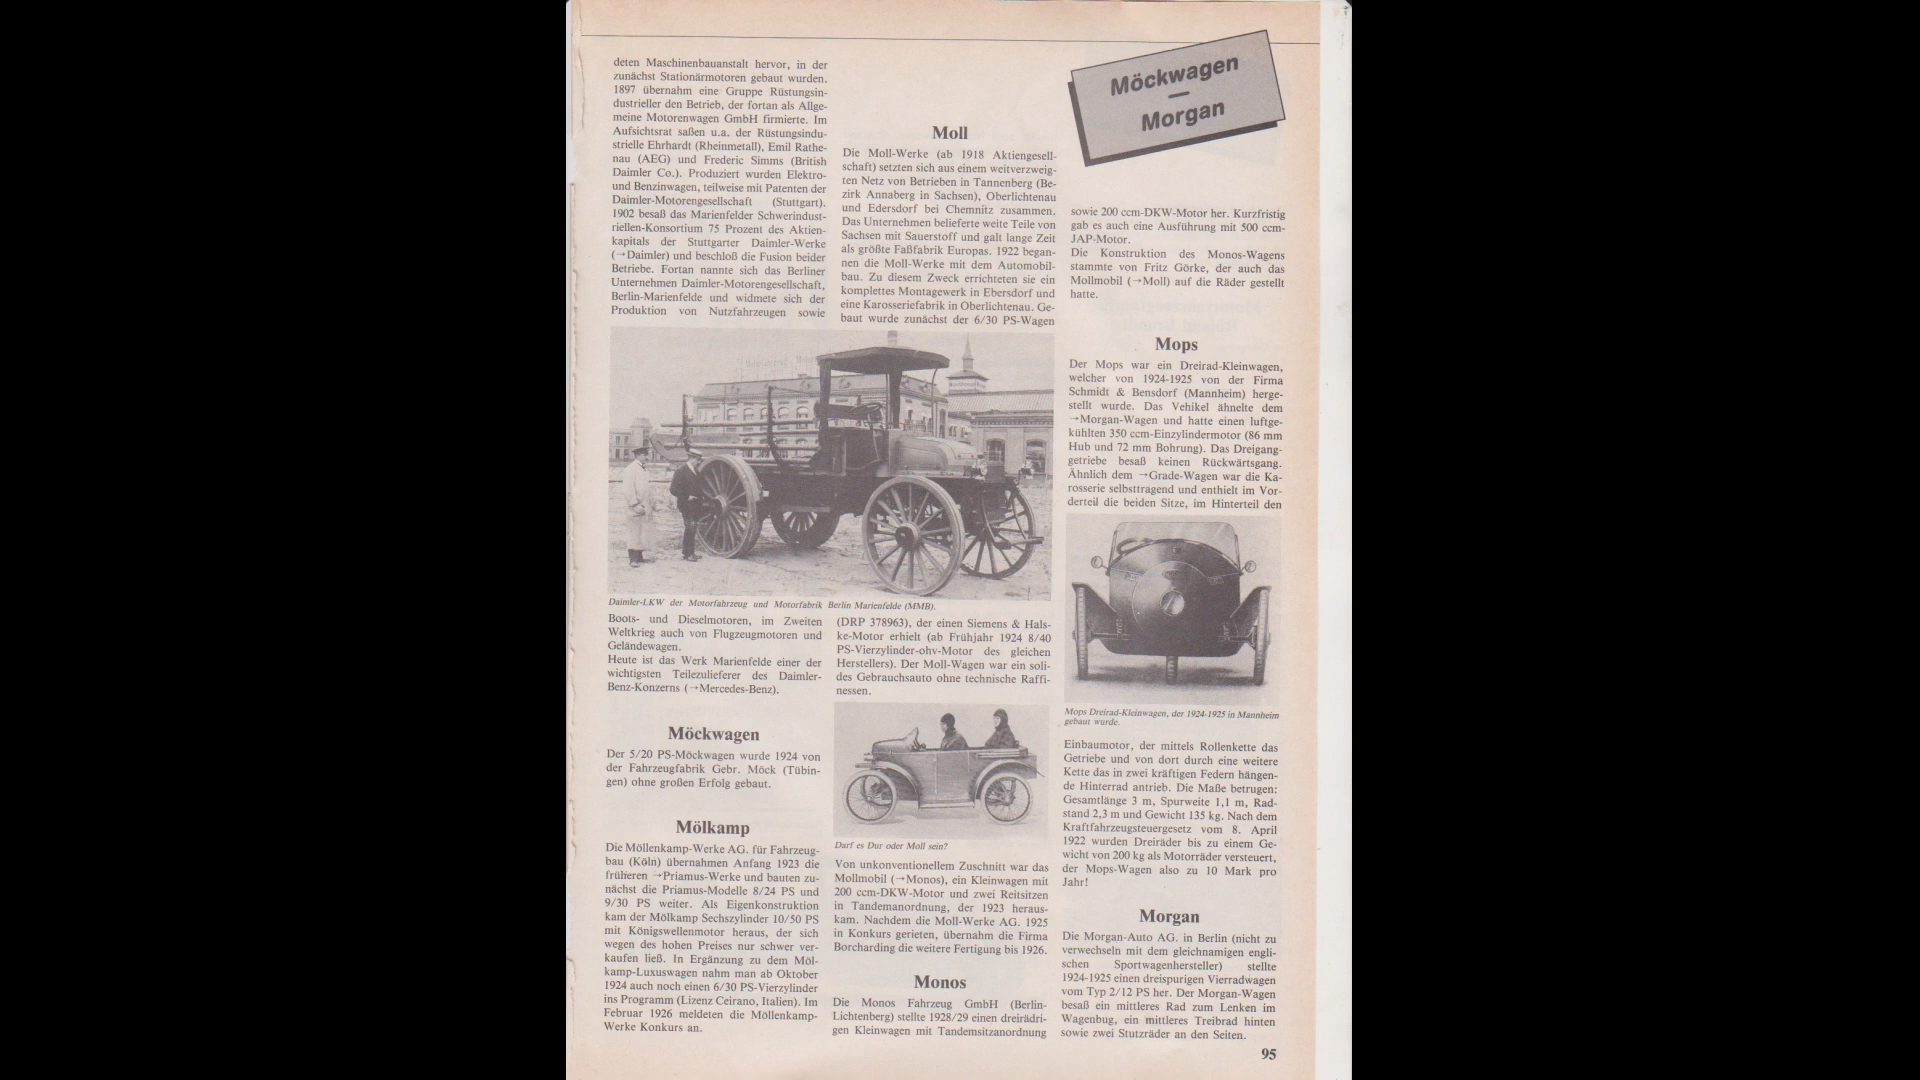 Möckwagen
—
Morgan
deten Maschinenbauanstalt hervor, in der
zunächst Stationärmotoren gebaut wurden.
1897 übernahm eine Gruppe Rüstungsin-
dustrieller den Betrieb, der fortan als Allge-
meine Motorenwagen GmbH firmierte. Im
Aufsichtsrat saßen u.a. der Rüstungsindu-
strielle Ehrhardt (Rheinmetall), Emil Rathe-
nau (AEG) und Frederic Simms (British
Daimler Co.). Produziert wurden Elektro-
und Benzinwagen, teilweise mit Patenten der
Daimler-Motorengesellschaft (Stuttgart).
1902 besaß das Marienfelder Schwerindust-
riellen-Konsortium 75 Prozent des Aktien-
kapitals der Stuttgarter Daimler-Werke
(→Daimler) und beschloß die Fusion beider
Betriebe. Fortan nannte sich das Berliner
Unternehmen Daimler-Motorengesellschaft,
Berlin-Marienfelde und widmete sich der
Produktion von Nutzfahrzeugen sowie
Daimler-LKW der Motorfahrzeug und Motorfabrik Berlin Marienfelde (MMB).
Boots- und Dieselmotoren, im Zweiten
Weltkrieg auch von Flugzeugmotoren und
Geländewagen.
Heute ist das Werk Marienfelde einer der
wichtigsten Teilezulieferer des Daimler-
Benz-Konzerns (→Mercedes-Benz).
Möckwagen
Der 5/20 PS-Möckwagen wurde 1924 von
der Fahrzeugfabrik Gebr. Möck (Tübin-
gen) ohne großen Erfolg gebaut.
Mölkamp
Die Möllenkamp-Werke AG. für Fahrzeug-
bau (Köln) übernahmen Anfang 1923 die
früheren →Priamus-Werke und bauten zu-
nächst die Priamus-Modelle 8/24 PS und
9/30 PS weiter. Als Eigenkonstruktion
kam der Mölkamp Sechszylinder 10/50 PS
mit Königswellenmotor heraus, der sich
wegen des hohen Preises nur schwer ver-
kaufen ließ. In Ergänzung zu dem Möl-
kamp-Luxuswagen nahm man ab Oktober
1924 auch noch einen 6/30 PS-Vierzylinder
ins Programm (Lizenz Ceirano, Italien). Im
Februar 1926 meldeten die Möllenkamp-
Werke Konkurs an.
Moll
Die Moll-Werke (ab 1918 Aktiengesell-
schaft) setzten sich aus einem weitverzweig-
ten Netz von Betrieben in Tannenberg (Be-
zirk Annaberg in Sachsen), Oberlichtenau
und Edersdorf bei Chemnitz zusammen.
Das Unternehmen belieferte weite Teile von
Sachsen mit Sauerstoff und galt lange Zeit
als größte Faßfabrik Europas. 1922 began-
nen die Moll-Werke mit dem Automobil-
bau. Zu diesem Zweck errichteten sie ein
komplettes Montagewerk in Ebersdorf und
eine Karosseriefabrik in Oberlichtenau. Ge-
baut wurde zunächst der 6/30 PS-Wagen
(DRP 378963), der einen Siemens & Hals-
ke-Motor erhielt (ab Frühjahr 1924 8/40
PS-Vierzylinder-ohv-Motor des gleichen
Herstellers). Der Moll-Wagen war ein soli-
des Gebrauchsauto ohne technische Raffi-
nessen.
Darf es Dur oder Moll sein?
Von unkonventionellem Zuschnitt war das
Mollmobil (→Monos), ein Kleinwagen mit
200 ccm-DKW-Motor und zwei Reitsitzen
in Tandemanordnung, der 1923 heraus-
kam. Nachdem die Moll-Werke AG. 1925
in Konkurs gerieten, übernahm die Firma
Borcharding die weitere Fertigung bis 1926.
Monos
Die Monos Fahrzeug GmbH (Berlin-
Lichtenberg) stellte 1928/29 einen dreirädri-
gen Kleinwagen mit Tandemsitzanordnung
sowie 200 ccm-DKW-Motor her. Kurzfristig
gab es auch eine Ausführung mit 500 ccm-
JAP-Motor.
Die Konstruktion des Monos-Wagens
stammte von Fritz Görke, der auch das
Mollmobil (→Moll) auf die Räder gestellt
hatte.
Mops
Der Mops war ein Dreirad-Kleinwagen,
welcher von 1924-1925 von der Firma
Schmidt & Bensdorf (Mannheim) herge-
stellt wurde. Das Vehikel ähnelte dem
→Morgan-Wagen und hatte einen luftge-
kühlten 350 ccm-Einzylindermotor (86 mm
Hub und 72 mm Bohrung). Das Dreigang-
getriebe besaß keinen Rückwärtsgang.
Ähnlich dem →Grade-Wagen war die Ka-
rosserie selbsttragend und enthielt im Vor-
derteil die beiden Sitze, im Hinterteil den
Mops Dreirad-Kleinwagen, der 1924-1925 in Mannheim
gebaut wurde.
Einbaumotor, der mittels Rollenkette das
Getriebe und von dort durch eine weitere
Kette das in zwei kräftigen Federn hängen-
de Hinterrad antrieb. Die Maße betrugen:
Gesamtlänge 3 m, Spurweite 1,1 m, Rad-
stand 2,3 m und Gewicht 135 kg. Nach dem
Kraftfahrzeugsteuergesetz vom 8. April
1922 wurden Dreiräder bis zu einem Ge-
wicht von 200 kg als Motorräder versteuert,
der Mops-Wagen also zu 10 Mark pro
Jahr!
Morgan
Die Morgan-Auto AG. in Berlin (nicht zu
verwechseln mit dem gleichnamigen engli-
schen Sportwagenhersteller) stellte
1924-1925 einen dreispurigen Vierradwagen
vom Typ 2/12 PS her. Der Morgan-Wagen
besaß ein mittleres Rad zum Lenken im
Wagenbug, ein mittleres Treibrad hinten
sowie zwei Stutzräder an den Seiten.
95